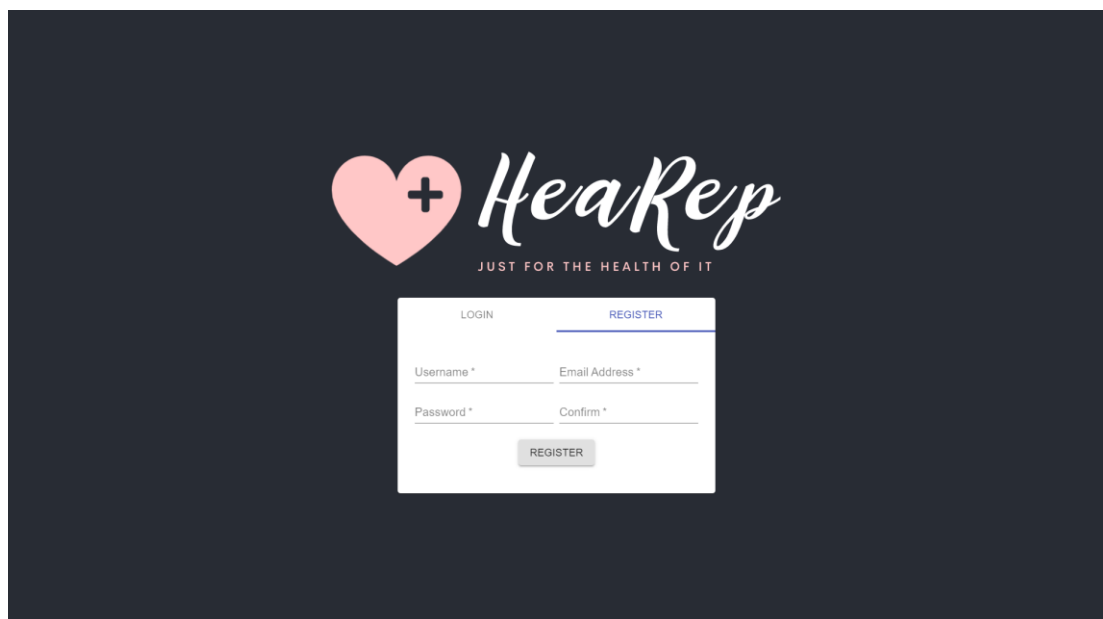 HeaRep
JUST FOR THE HEALTH OF IT
LOGIN REGISTER
Username * Email Address *
Password * Confirm *
REGISTER